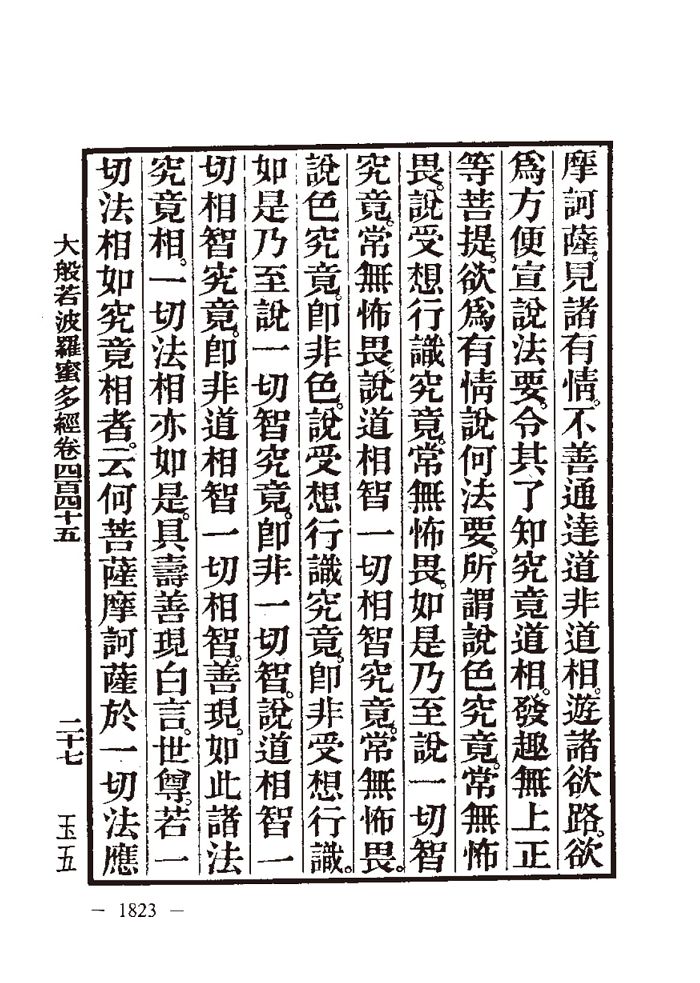 摩訶薩。見諸有情。不善通達道非道相。遊諸欲路。欲
爲方便宣說法要。令其了知究竟道相。發趣無上正
等菩提。欲爲有情說何法要。所謂說色究竟。常無怖
畏。說受想行識究竟。常無怖畏。如是乃至說一切智
究竟。常無怖畏。說道相智一切相智究竟。常無怖畏。
說色究竟。卽非色。說受想行識究竟。卽非受想行識。
如是乃至說一切智究竟。卽非一切智。說道相智一
切相智究竟。卽非道相智一切相智。善現。如此諸法
究竟相。一切法相亦如是。具壽善現白言。世尊。若一
切法相如究竟相者。云何菩薩摩訶薩於一切法應
大般若波羅蜜多經卷四百四十五 二十七 玉五
— 1823 —